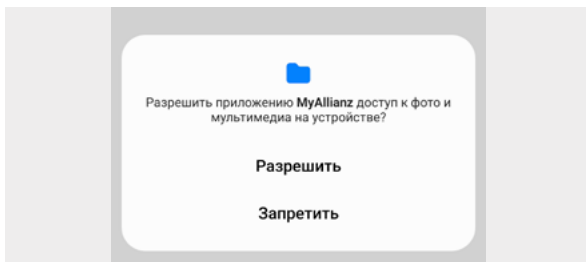 Разрешить приложению MyAllianz доступ к фото и
мультимедиа на устройстве?
Разрешить
Запретить